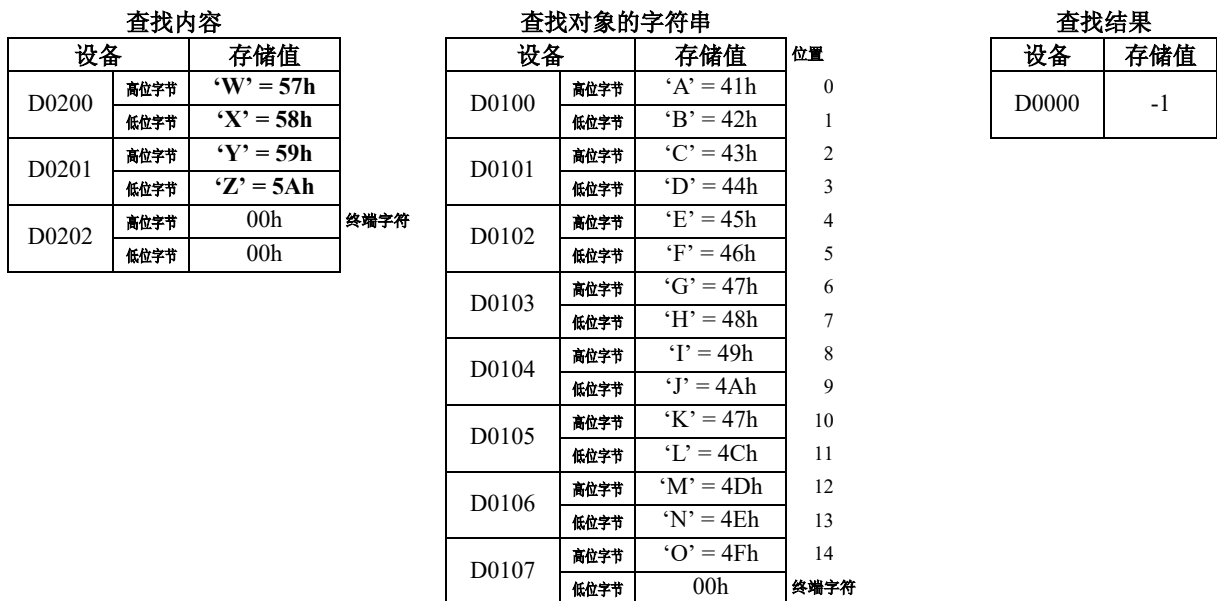 查找内容
设备 存储值
D0200 高位字节 ‘W’ = 57h
低位字节 ‘X’ = 58h
D0201 高位字节 ‘Y’ = 59h
低位字节 ‘Z’ = 5Ah
D0202 高位字节 00h 终端字符
低位字节 00h
查找对象的字符串
设备 存储值 位置
D0100 高位字节 ‘A’ = 41h 0
低位字节 ‘B’ = 42h 1
D0101 高位字节 ‘C’ = 43h 2
低位字节 ‘D’ = 44h 3
D0102 高位字节 ‘E’ = 45h 4
低位字节 ‘F’ = 46h 5
D0103 高位字节 ‘G’ = 47h 6
低位字节 ‘H’ = 48h 7
D0104 高位字节 ‘I’ = 49h 8
低位字节 ‘J’ = 4Ah 9
D0105 高位字节 ‘K’ = 47h 10
低位字节 ‘L’ = 4Ch 11
D0106 高位字节 ‘M’ = 4Dh 12
低位字节 ‘N’ = 4Eh 13
D0107 高位字节 ‘O’ = 4Fh 14
低位字节 00h 终端字符
查找结果
设备 存储值
D0000 -1